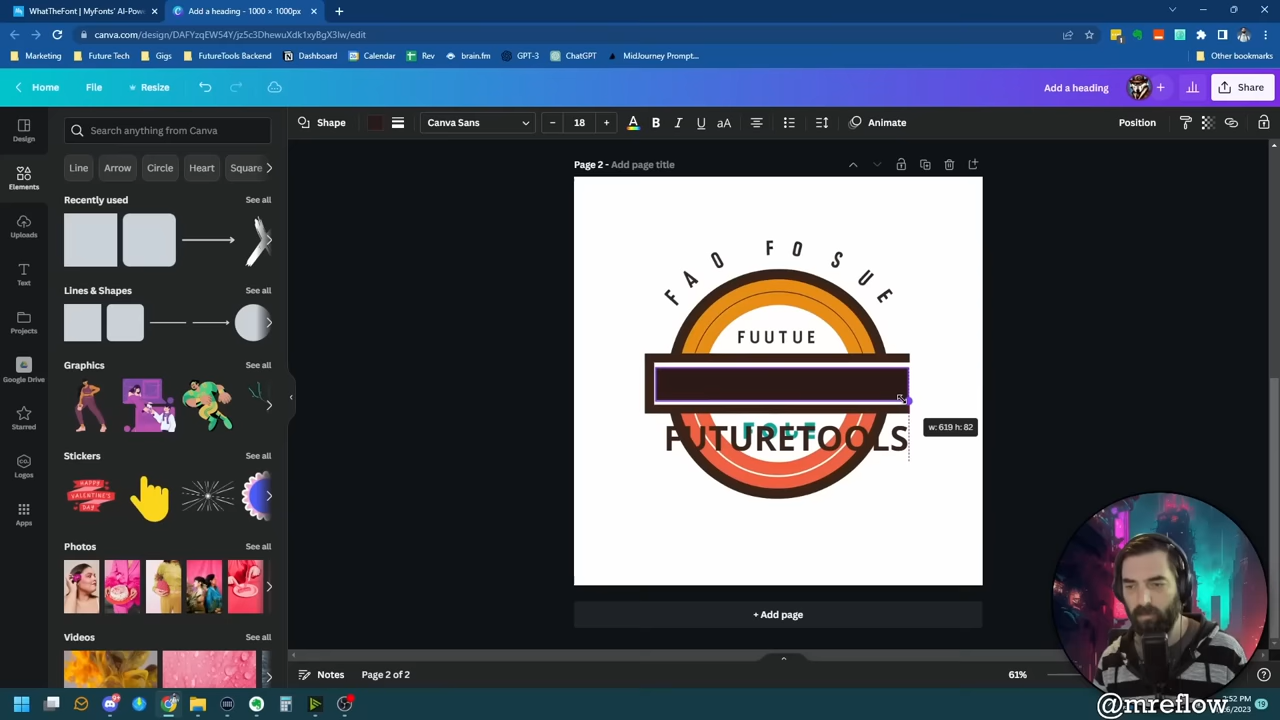 WhatTheFont | MyFonts' AI-Pow
Add a heading - 1000 × 1000px
canva.com/design/DAFYzqEW54Y/jz5c3DhewuXdk1xyBgX3Iw/edit
Marketing
Future Tech
Gigs
FutureTools Backend
Dashboard
Calendar
Rev
brain.fm
GPT-3
ChatGPT
MidJourney Prompt...
Other bookmarks
Home
File
Resize
Add a heading
Share
Design
Elements
Uploads
Text
Projects
Google Drive
Starred
Logos
Apps
Search anything from Canva
Line
Arrow
Circle
Heart
Square
Recently used
See all
Lines & Shapes
See all
Graphics
See all
Stickers
See all
HAPPY
VALENTINE'S
DAY
Photos
See all
Videos
See all
Shape
Canva Sans
18
A
B
I
U
aA
Animate
Position
Page 2 - Add page title
FAO FOSUE
FUUTUE
FUTURETOOLS
w: 619 h: 82
+ Add page
Notes
Page 2 of 2
61%
@mreflow